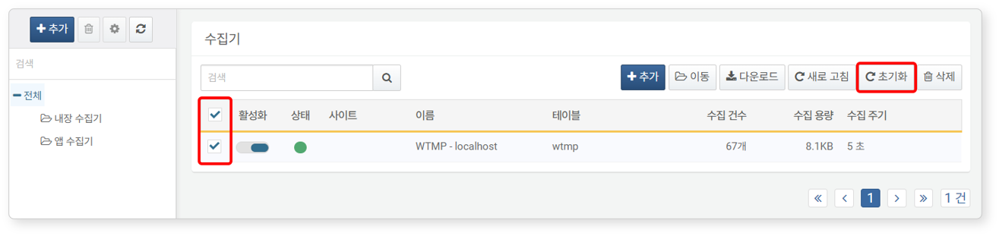 추가
검색
전체
내장 수집기
앱 수집기
수집기
검색
추가 이동 다운로드 새로 고침 초기화 삭제
활성화 상태 사이트 이름 테이블 수집 건수 수집 용량 수집 주기
WTMP - localhost wtmp 67개 8.1KB 5 초
« < 1 > » 1 건